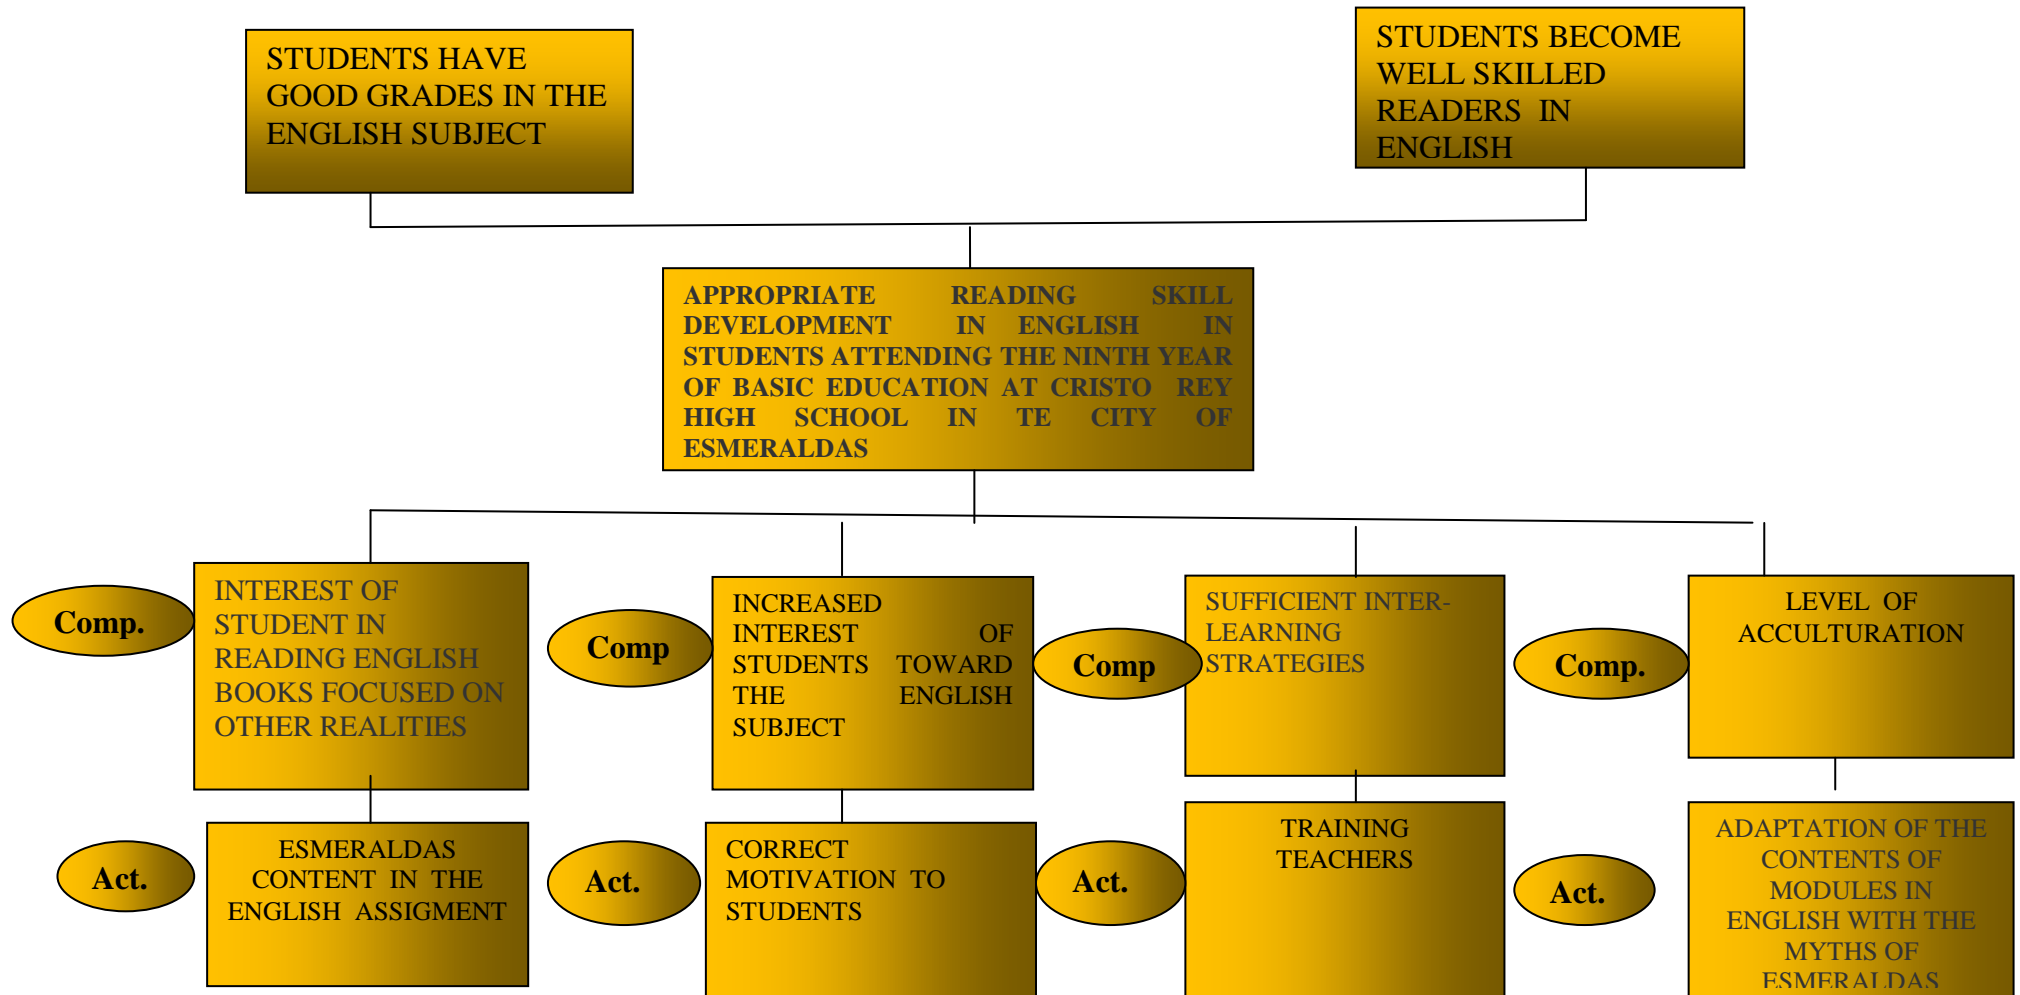 STUDENTS HAVE
GOOD GRADES IN THE
ENGLISH SUBJECT
STUDENTS BECOME
WELL SKILLED
READERS IN
ENGLISH
APPROPRIATE READING SKILL
DEVELOPMENT IN ENGLISH IN
STUDENTS ATTENDING THE NINTH YEAR
OF BASIC EDUCATION AT CRISTO REY
HIGH SCHOOL IN TE CITY OF
ESMERALDAS
Comp.
INTEREST OF
STUDENT IN
READING ENGLISH
BOOKS FOCUSED ON
OTHER REALITIES
Comp
INCREASED
INTEREST OF
STUDENTS TOWARD
THE ENGLISH
SUBJECT
Comp
SUFFICIENT INTER-
LEARNING
STRATEGIES
Comp.
LEVEL OF
ACCULTURATION
Act.
ESMERALDAS
CONTENT IN THE
ENGLISH ASSIGMENT
Act.
CORRECT
MOTIVATION TO
STUDENTS
Act.
TRAINING
TEACHERS
Act.
ADAPTATION OF THE
CONTENTS OF
MODULES IN
ENGLISH WITH THE
MYTHS OF
ESMERALDAS